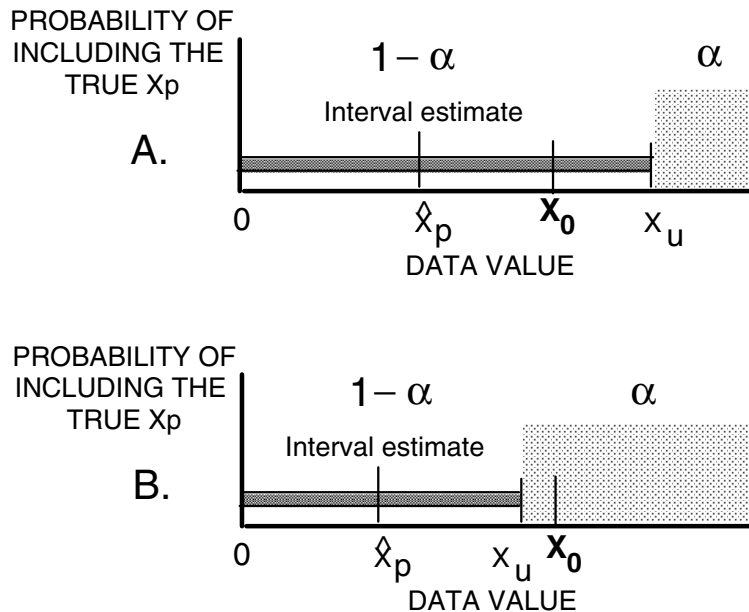 PROBABILITY OF
INCLUDING THE
TRUE Xp
1 – α
α
Interval estimate
A.
0
x̂p
X0
xu
DATA VALUE
PROBABILITY OF
INCLUDING THE
TRUE Xp
1 – α
α
Interval estimate
B.
0
x̂p
xu
X0
DATA VALUE